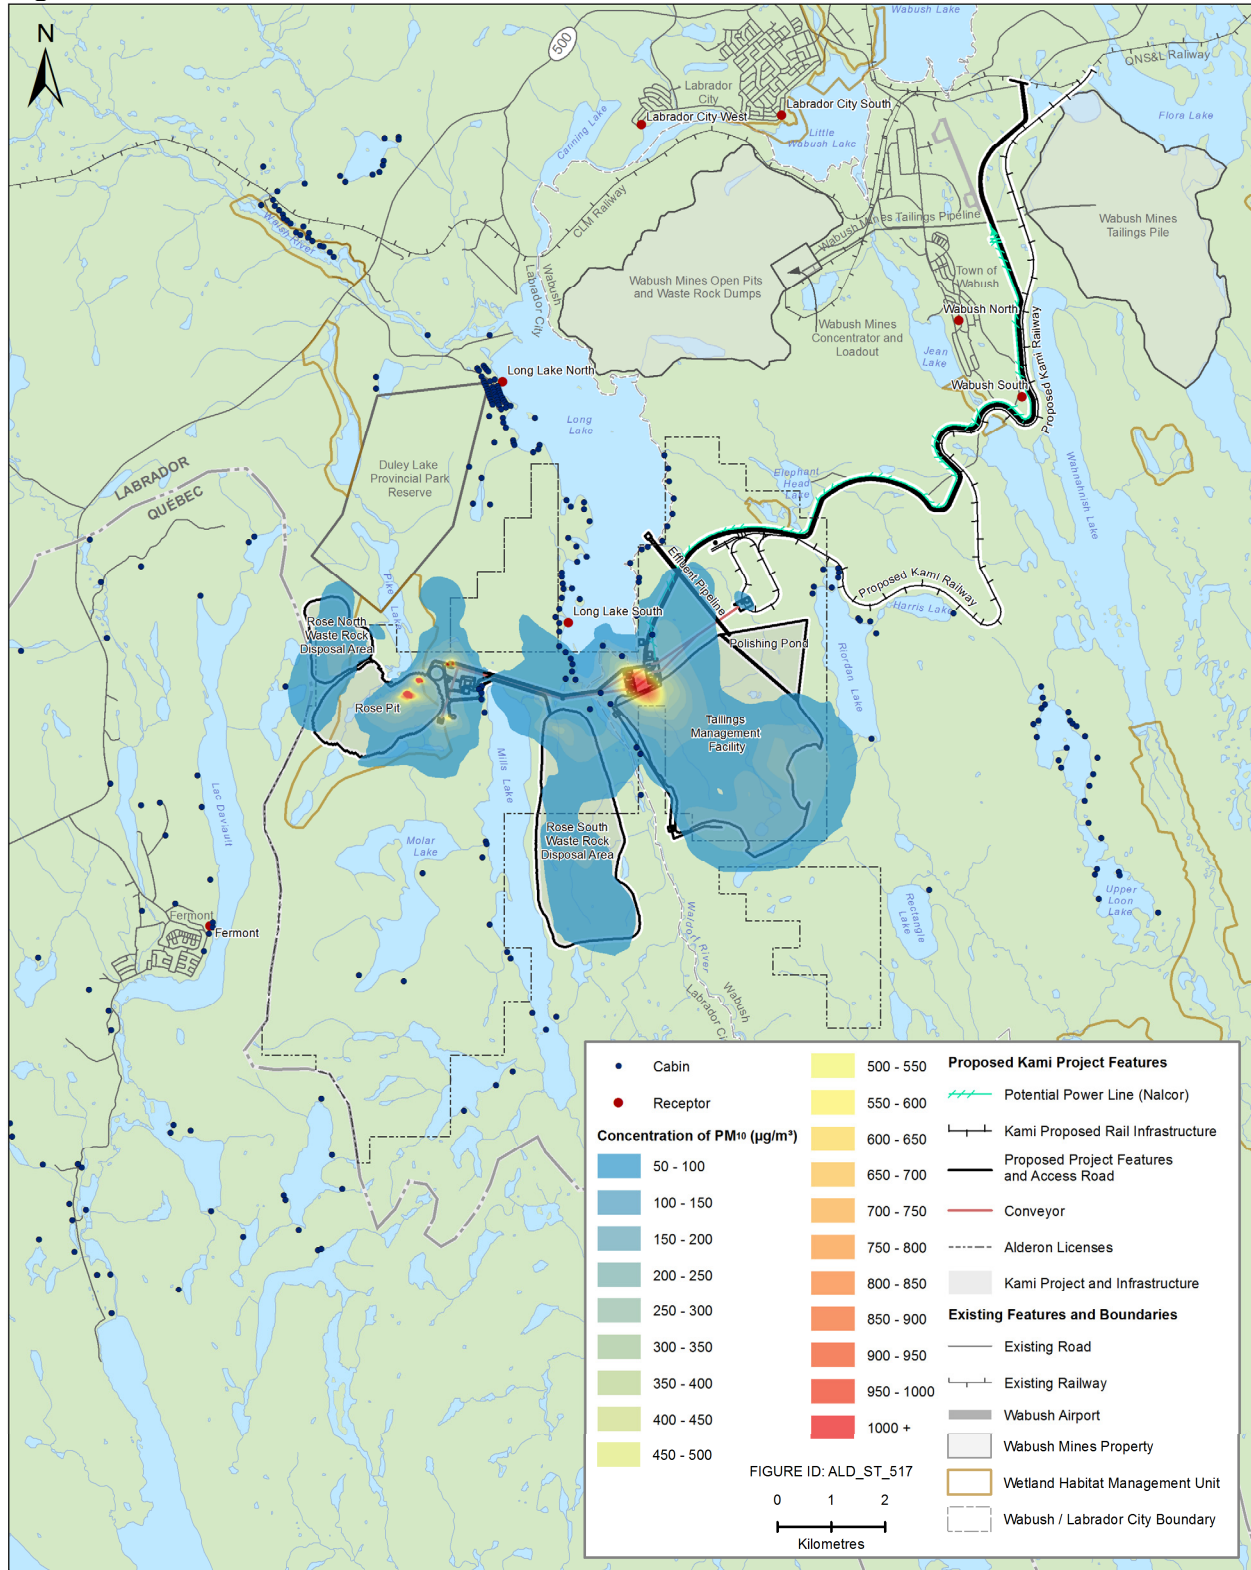 N
500
Wabush Lake
QNS&L Railway
Labrador
City
Labrador City South
Labrador City West
Little
Wabush Lake
Flora Lake
Canning Lake
CLM Railway
Walsh River
Wabush Mines Tailings Pipeline
Wabush Mines
Tailings Pile
Wabush
Labrador City
Wabush Mines Open Pits
and Waste Rock Dumps
Town of
Wabush
Wabush North
Wabush Mines
Concentrator and
Loadout
Jean
Lake
Proposed Kami Railway
Long Lake North
Wabush South
Long
Lake
Duley Lake
Provincial Park
Reserve
LABRADOR
QUÉBEC
Elephant
Head
Lake
Wahnahnish Lake
Effluent Pipeline
Proposed Kami Railway
Harris Lake
Pike Lake
Long Lake South
Rose North
Waste Rock
Disposal Area
Polishing Pond
Riordan Lake
Rose Pit
Tailings
Management
Facility
Mills Lake
Lac Daviault
Molar
Lake
Rose South
Waste Rock
Disposal Area
Upper
Loon
Lake
Rectangle
Lake
Fermont
Fermont
Waldorf River
Wabush
Labrador Ci
Cabin
Receptor
Concentration of PM10 (µg/m³)
50 - 100
100 - 150
150 - 200
200 - 250
250 - 300
300 - 350
350 - 400
400 - 450
450 - 500
500 - 550
550 - 600
600 - 650
650 - 700
700 - 750
750 - 800
800 - 850
850 - 900
900 - 950
950 - 1000
1000 +
Proposed Kami Project Features
Potential Power Line (Nalcor)
Kami Proposed Rail Infrastructure
Proposed Project Features
and Access Road
Conveyor
Alderon Licenses
Kami Project and Infrastructure
Existing Features and Boundaries
Existing Road
Existing Railway
Wabush Airport
Wabush Mines Property
Wetland Habitat Management Unit
Wabush / Labrador City Boundary
FIGURE ID: ALD_ST_517
0 1 2
Kilometres